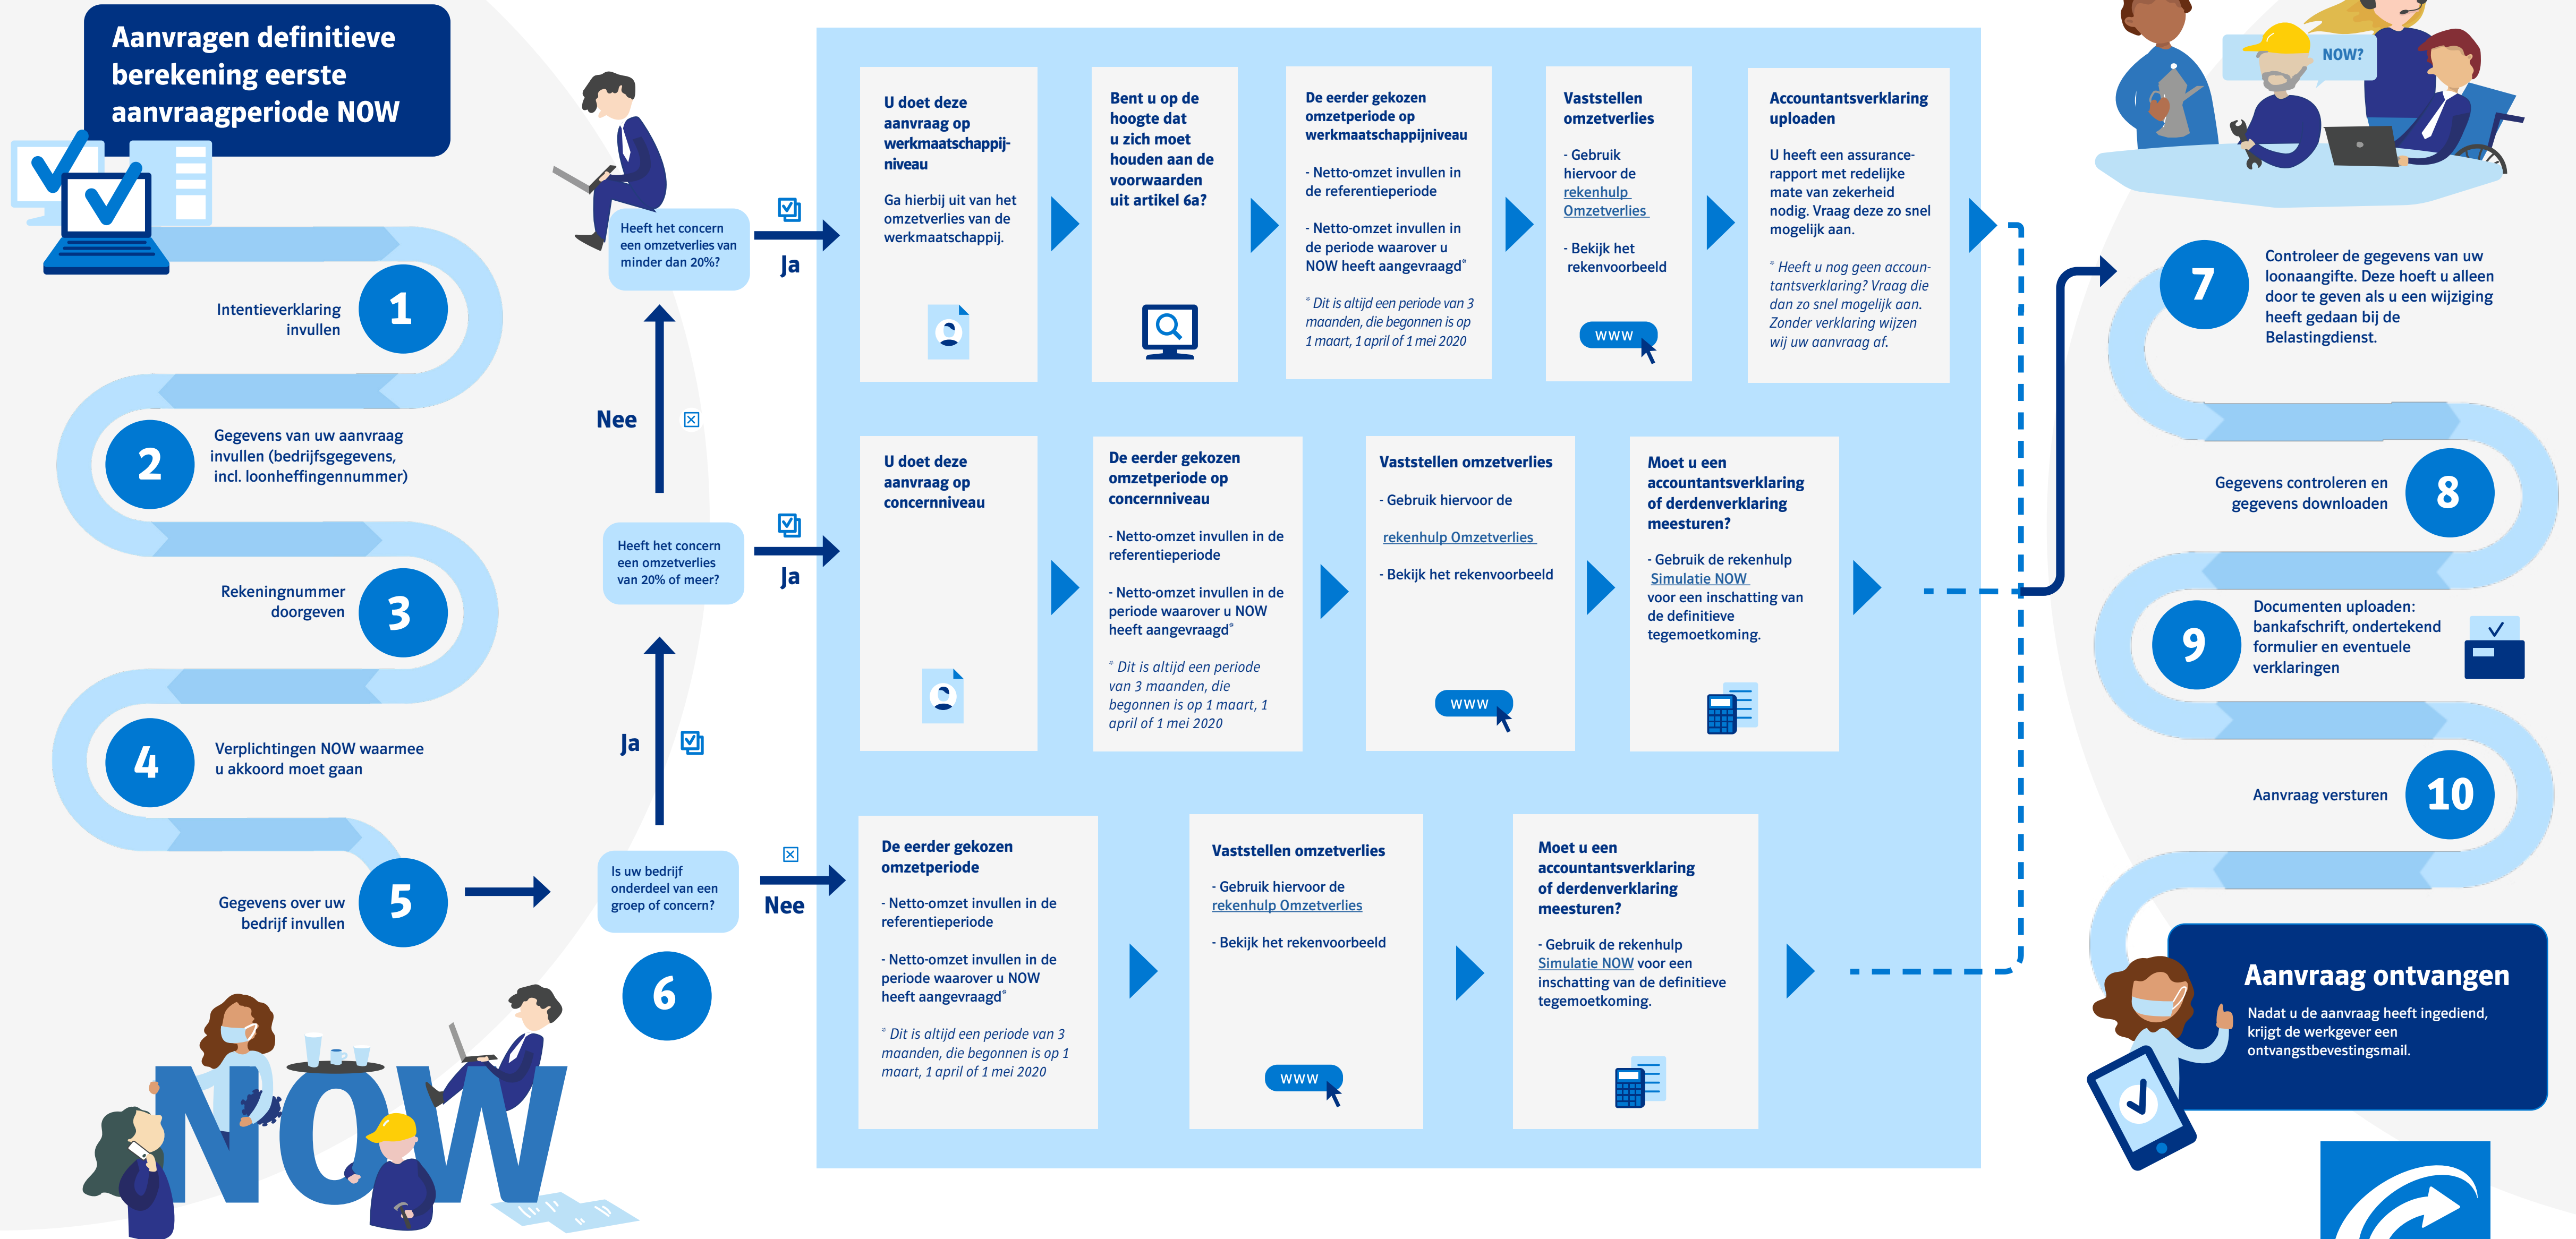 Aanvragen definitieve
berekening eerste
aanvraagperiode NOW
1
Intentieverklaring
invullen
2
Gegevens van uw aanvraag
invullen (bedrijfsgegevens,
incl. loonheffingennummer)
3
Rekeningnummer
doorgeven
4
Verplichtingen NOW waarmee
u akkoord moet gaan
5
Gegevens over uw
bedrijf invullen
NOW
6
Is uw bedrijf
onderdeel van een
groep of concern?
Nee
Ja
Heeft het concern
een omzetverlies
van 20% of meer?
Ja
Nee
Heeft het concern
een omzetverlies van
minder dan 20%?
Ja
U doet deze
aanvraag op
werkmaatschappij-
niveau
Ga hierbij uit van het
omzetverlies van de
werkmaatschappij.
Bent u op de
hoogte dat
u zich moet
houden aan de
voorwaarden
uit artikel 6a?
De eerder gekozen
omzetperiode op
werkmaatschappijniveau
- Netto-omzet invullen in
de referentieperiode
- Netto-omzet invullen in
de periode waarover u
NOW heeft aangevraagd*
* Dit is altijd een periode van 3
maanden, die begonnen is op
1 maart, 1 april of 1 mei 2020
Vaststellen
omzetverlies
- Gebruik
hiervoor de
rekenhulp
Omzetverlies
- Bekijk het
rekenvoorbeeld
www
Accountantsverklaring
uploaden
U heeft een assurance-
rapport met redelijke
mate van zekerheid
nodig. Vraag deze zo snel
mogelijk aan.
* Heeft u nog geen accoun-
tantsverklaring? Vraag die
dan zo snel mogelijk aan.
Zonder verklaring wijzen
wij uw aanvraag af.
U doet deze
aanvraag op
concernniveau
De eerder gekozen
omzetperiode op
concernniveau
- Netto-omzet invullen in de
referentieperiode
- Netto-omzet invullen in de
periode waarover u NOW
heeft aangevraagd*
* Dit is altijd een periode
van 3 maanden, die
begonnen is op 1 maart, 1
april of 1 mei 2020
Vaststellen omzetverlies
- Gebruik hiervoor de
rekenhulp Omzetverlies
- Bekijk het rekenvoorbeeld
www
Moet u een
accountantsverklaring
of derdenverklaring
meesturen?
- Gebruik de rekenhulp
Simulatie NOW
voor een inschatting van
de definitieve
tegemoetkoming.
De eerder gekozen
omzetperiode
- Netto-omzet invullen in de
referentieperiode
- Netto-omzet invullen in de
periode waarover u NOW
heeft aangevraagd*
* Dit is altijd een periode van 3
maanden, die begonnen is op 1
maart, 1 april of 1 mei 2020
Vaststellen omzetverlies
- Gebruik hiervoor de
rekenhulp Omzetverlies
- Bekijk het rekenvoorbeeld
www
Moet u een
accountantsverklaring
of derdenverklaring
meesturen?
- Gebruik de rekenhulp
Simulatie NOW voor een
inschatting van de definitieve
tegemoetkoming.
NOW?
7
Controleer de gegevens van uw
loonaangifte. Deze hoeft u alleen
door te geven als u een wijziging
heeft gedaan bij de
Belastingdienst.
8
Gegevens controleren en
gegevens downloaden
9
Documenten uploaden:
bankafschrift, ondertekend
formulier en eventuele
verklaringen
10
Aanvraag versturen
Aanvraag ontvangen
Nadat u de aanvraag heeft ingediend,
krijgt de werkgever een
ontvangstbevestingsmail.